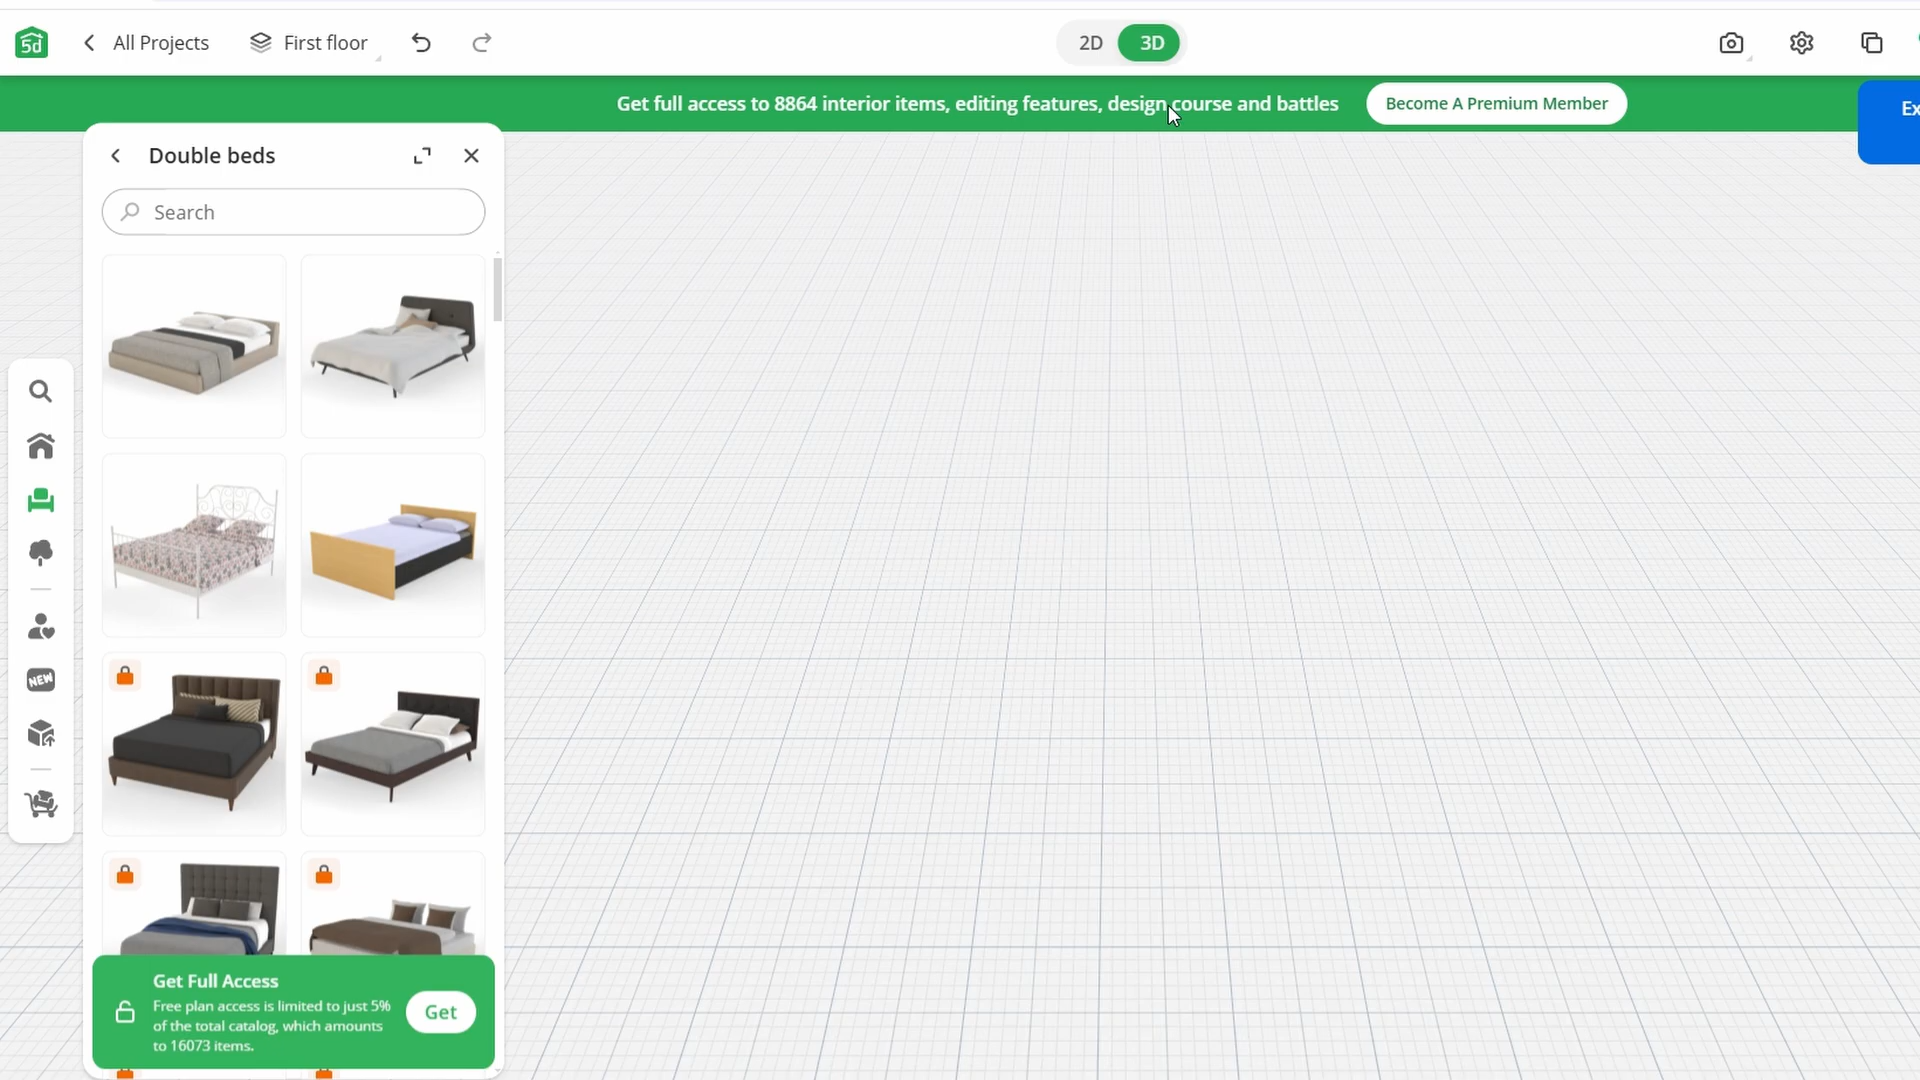 5d
All Projects
First floor
2D
3D
Get full access to 8864 interior items, editing features, design course and battles
Become A Premium Member
Ex
Double beds
Search
NEW
Get Full Access
Free plan access is limited to just 5%
of the total catalog, which amounts
to 16073 items.
Get